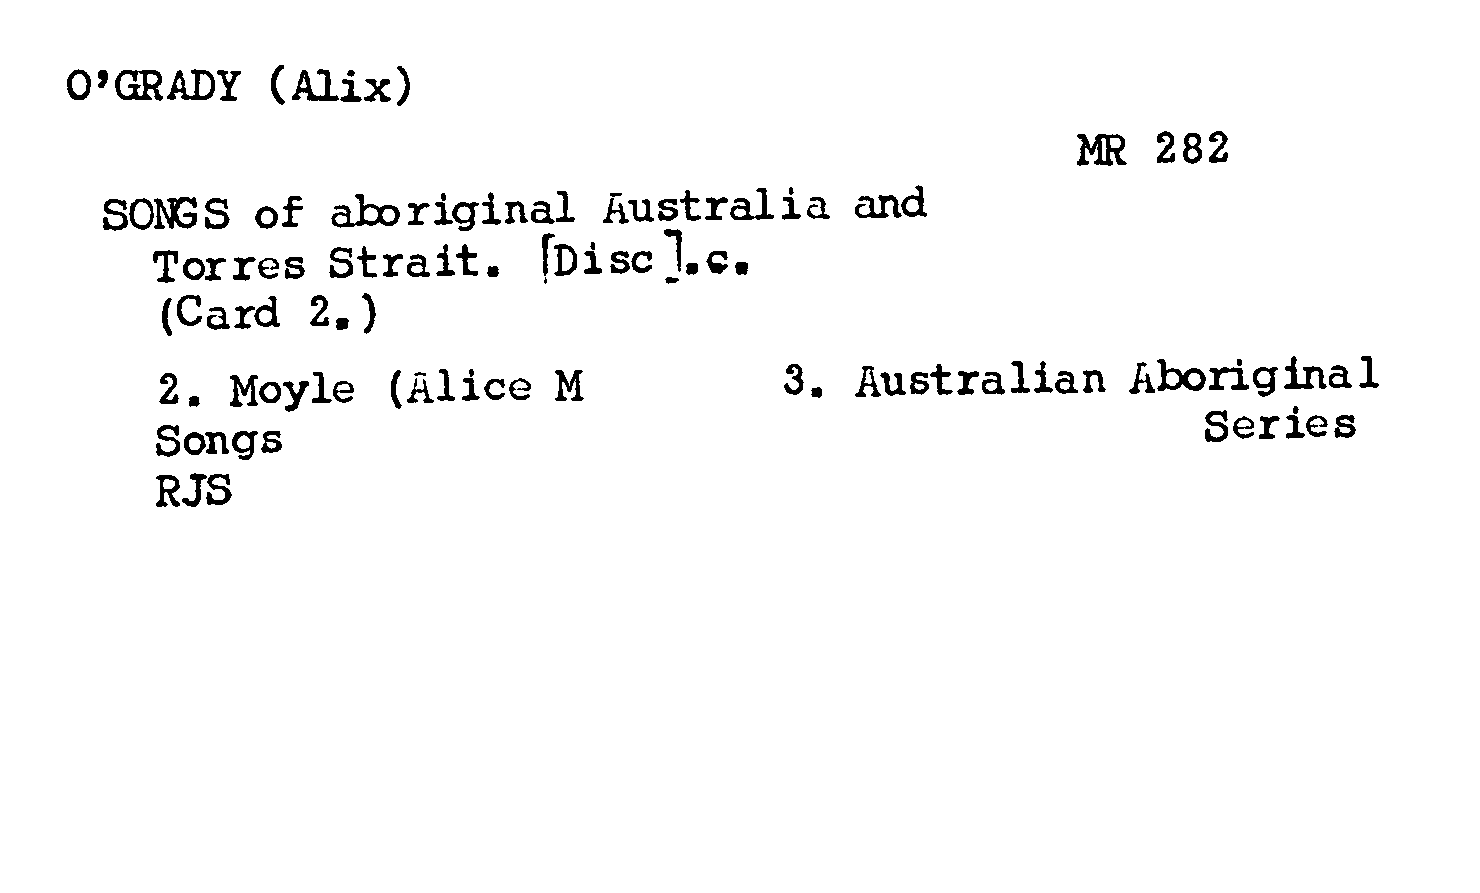 O'GRADY (Alix)
MR 282
SONGS of aboriginal Australia and
Torres Strait. [Disc].c.
(Card 2.)
2. Moyle (Alice M 3. Australian Aboriginal
Songs Series
RJS